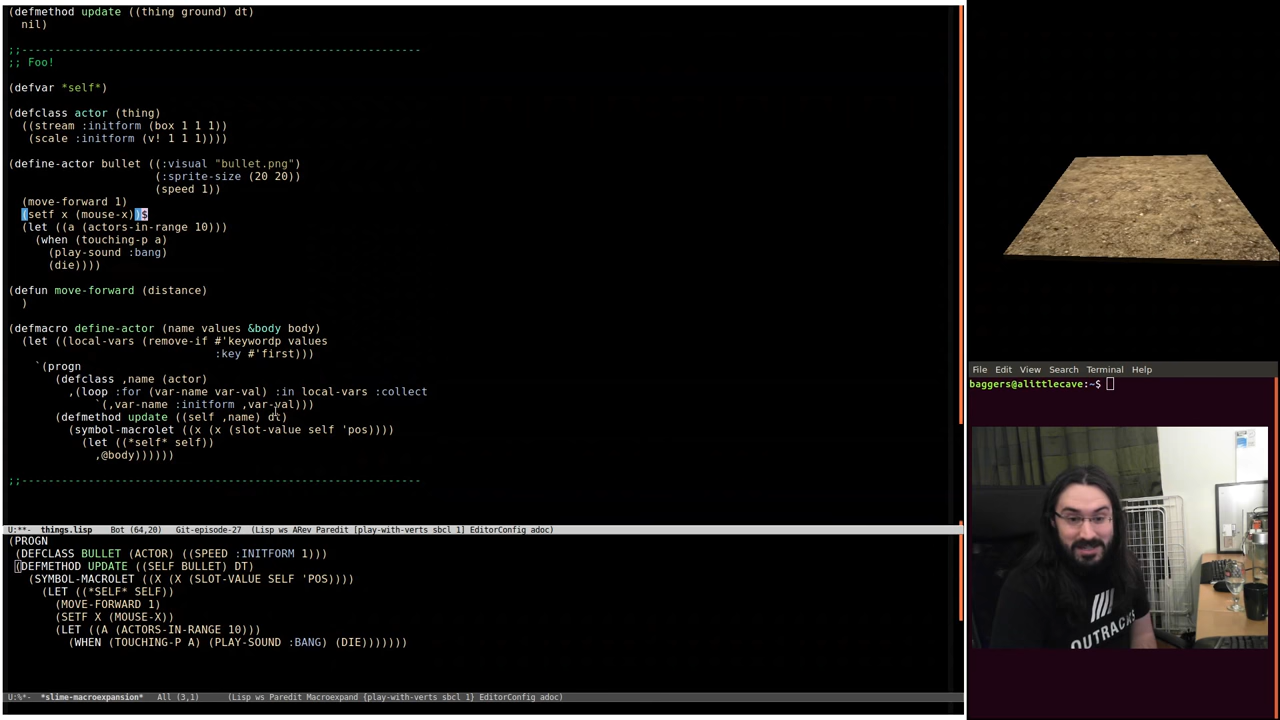 (defmethod update ((thing ground) dt)
  nil)
;;--------------------------------------------------------------
;; Foo!
(defvar *self*)
(defclass actor (thing)
  ((stream :initform (box 1 1 1))
   (scale :initform (v! 1 1 1))))
(define-actor bullet ((:visual "bullet.png")
                      (:sprite-size (20 20))
                      (speed 1))
  (move-forward 1)
  (setf x (mouse-x))$
  (let ((a (actors-in-range 10)))
    (when (touching-p a)
      (play-sound :bang)
      (die))))
(defun move-forward (distance)
  )
(defmacro define-actor (name values &body body)
  (let ((local-vars (remove-if #'keywordp values
                               :key #'first)))
    `(progn
       (defclass ,name (actor)
         ,(loop :for (var-name var-val) :in local-vars :collect
             `(,var-name :initform ,var-val)))
       (defmethod update ((self ,name) dt)
         (symbol-macrolet ((x (x (slot-value self 'pos))))
           (let ((*self* self))
             ,@body))))))
;;--------------------------------------------------------------
U:**-  things.lisp    Bot (64,20)   Git-episode-27  (Lisp ws ARev Paredit [play-with-verts sbcl 1] EditorConfig adoc)
(PROGN
 (DEFCLASS BULLET (ACTOR) ((SPEED :INITFORM 1)))
 (DEFMETHOD UPDATE ((SELF BULLET) DT)
   (SYMBOL-MACROLET ((X (X (SLOT-VALUE SELF 'POS))))
     (LET ((*SELF* SELF))
       (MOVE-FORWARD 1)
       (SETF X (MOUSE-X))
       (LET ((A (ACTORS-IN-RANGE 10)))
         (WHEN (TOUCHING-P A) (PLAY-SOUND :BANG) (DIE)))))))
U:%*-  *slime-macroexpansion*   All (3,1)      (Lisp ws Paredit Macroexpand {play-with-verts sbcl 1} EditorConfig adoc)
File Edit View Search Terminal Help
baggers@alittlecave:~$
OUTRACKS